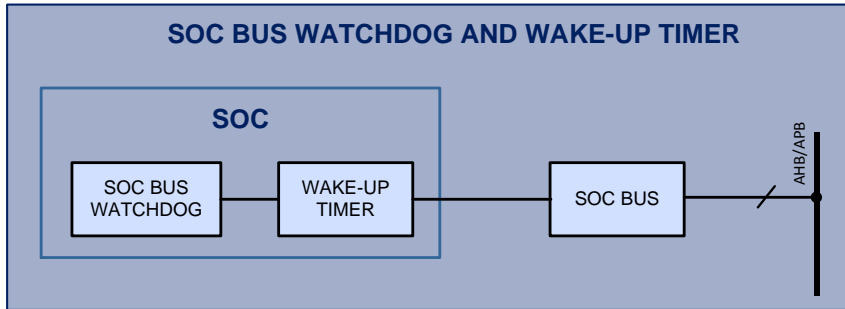 SOC BUS WATCHDOG AND WAKE-UP TIMER
SOC
SOC BUS
WATCHDOG
WAKE-UP
TIMER
SOC BUS
AHB/APB